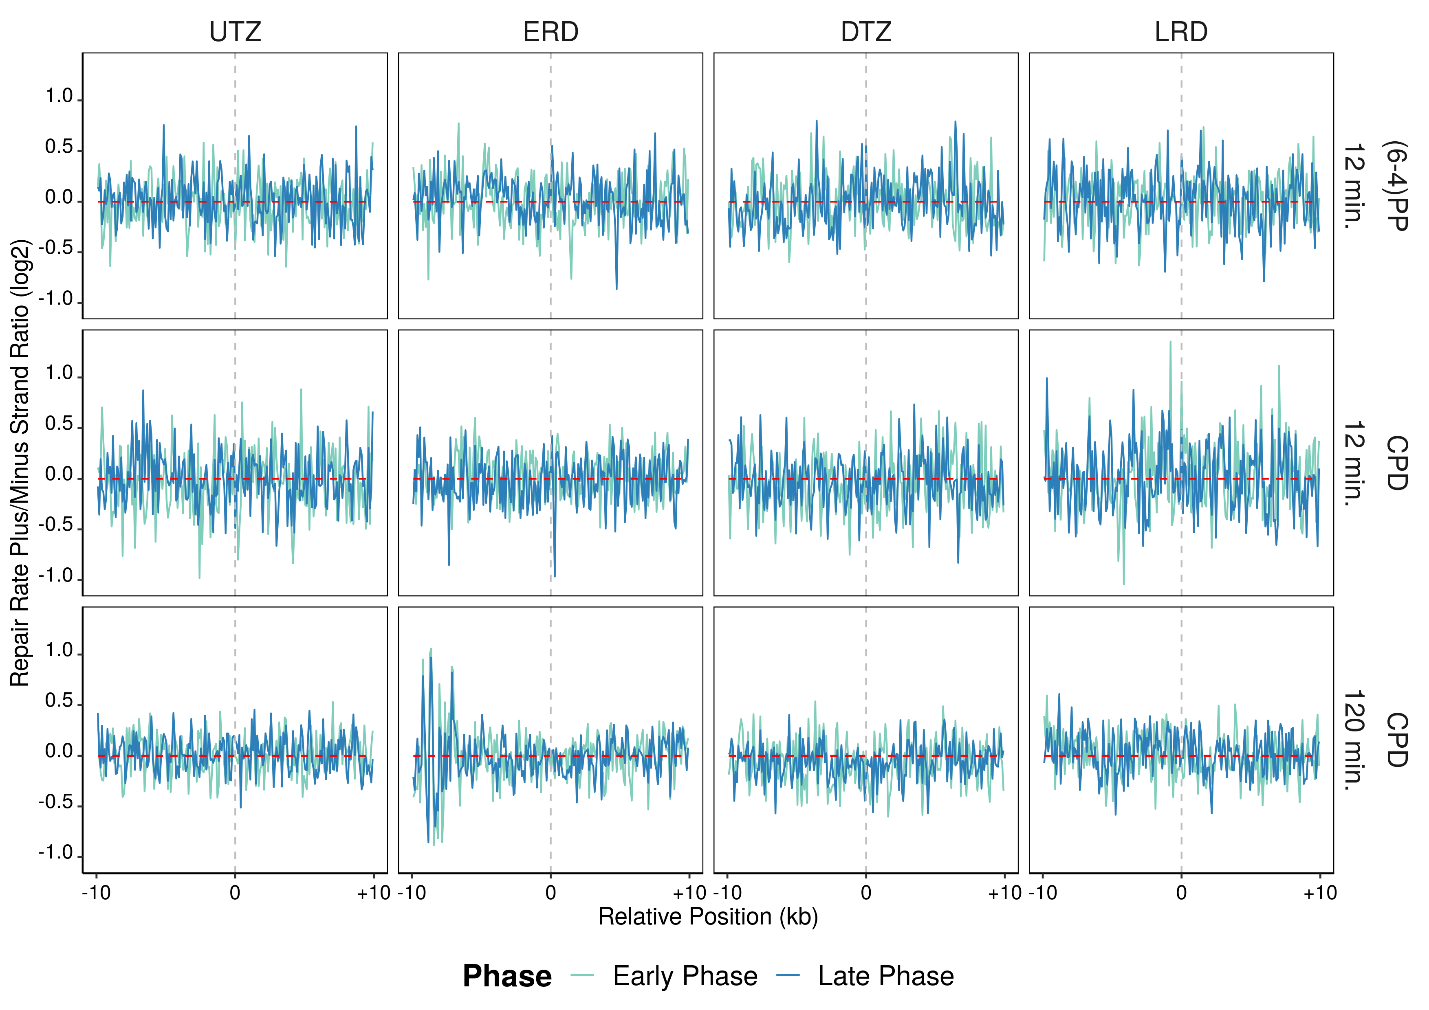 UTZ ERD DTZ LRD
Repair Rate Plus/Minus Strand Ratio (log2)
1.0
0.5
0.0
-0.5
-1.0
(6-4)PP
12 min.
1.0
0.5
0.0
-0.5
-1.0
CPD
12 min.
1.0
0.5
0.0
-0.5
-1.0
CPD
120 min.
-10 0 +10 -10 0 +10 -10 0 +10 -10 0 +10
Relative Position (kb)
Phase Early Phase Late Phase